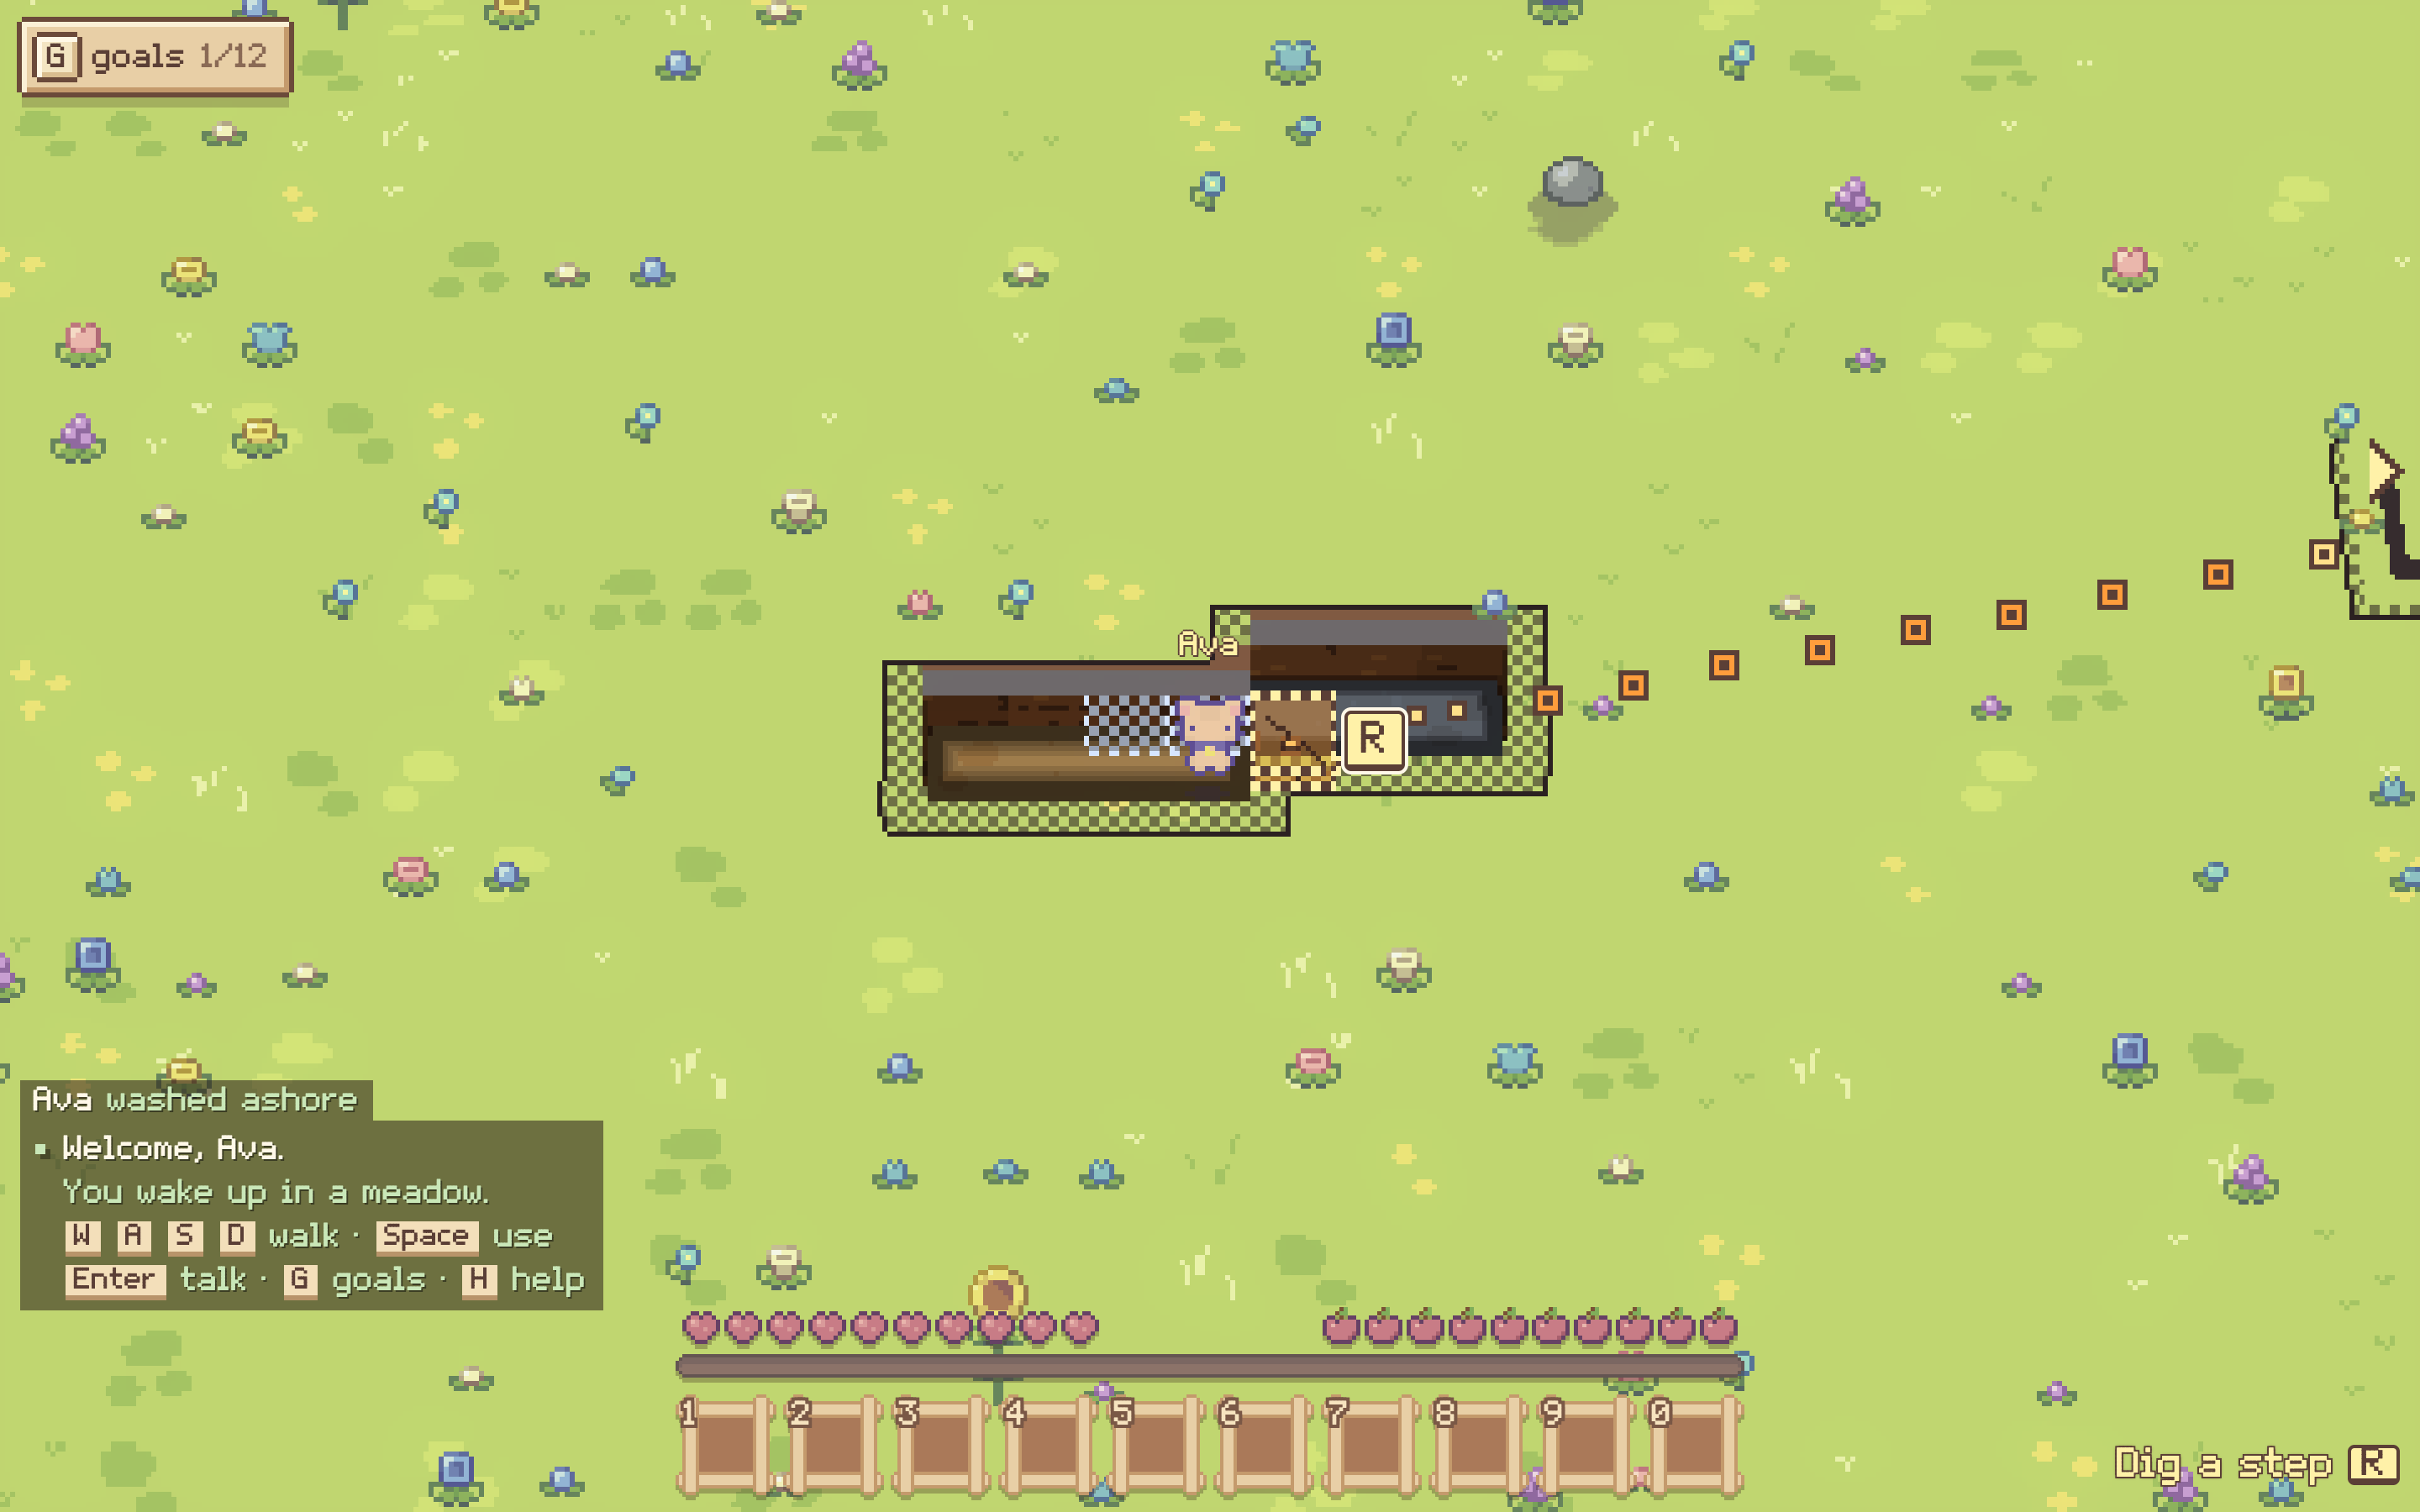 G goals 1/12
Ava
R
Ava washed ashore
Welcome, Ava.
You wake up in a meadow.
W A S D walk · Space use
Enter talk · G goals · H help
1 2 3 4 5 6 7 8 9 0
Dig a step R